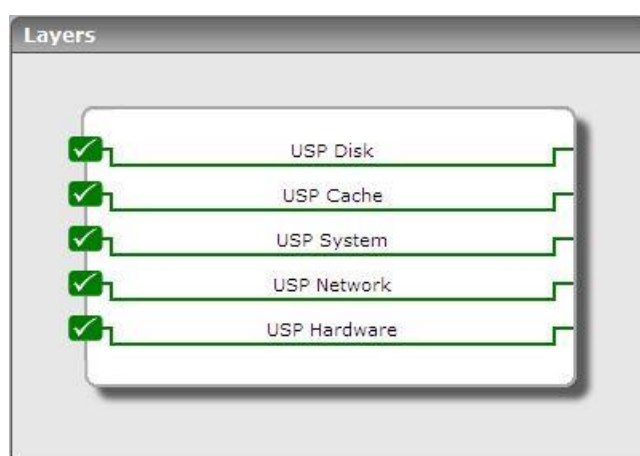 Layers
USP Disk
USP Cache
USP System
USP Network
USP Hardware